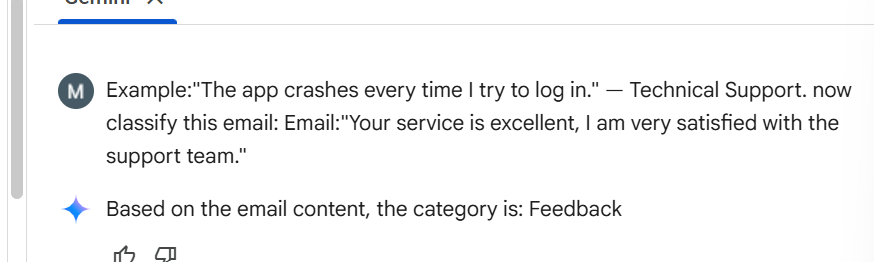 Gemini
M
Example:"The app crashes every time I try to log in." — Technical Support. now
classify this email: Email:"Your service is excellent, I am very satisfied with the
support team."
Based on the email content, the category is: Feedback